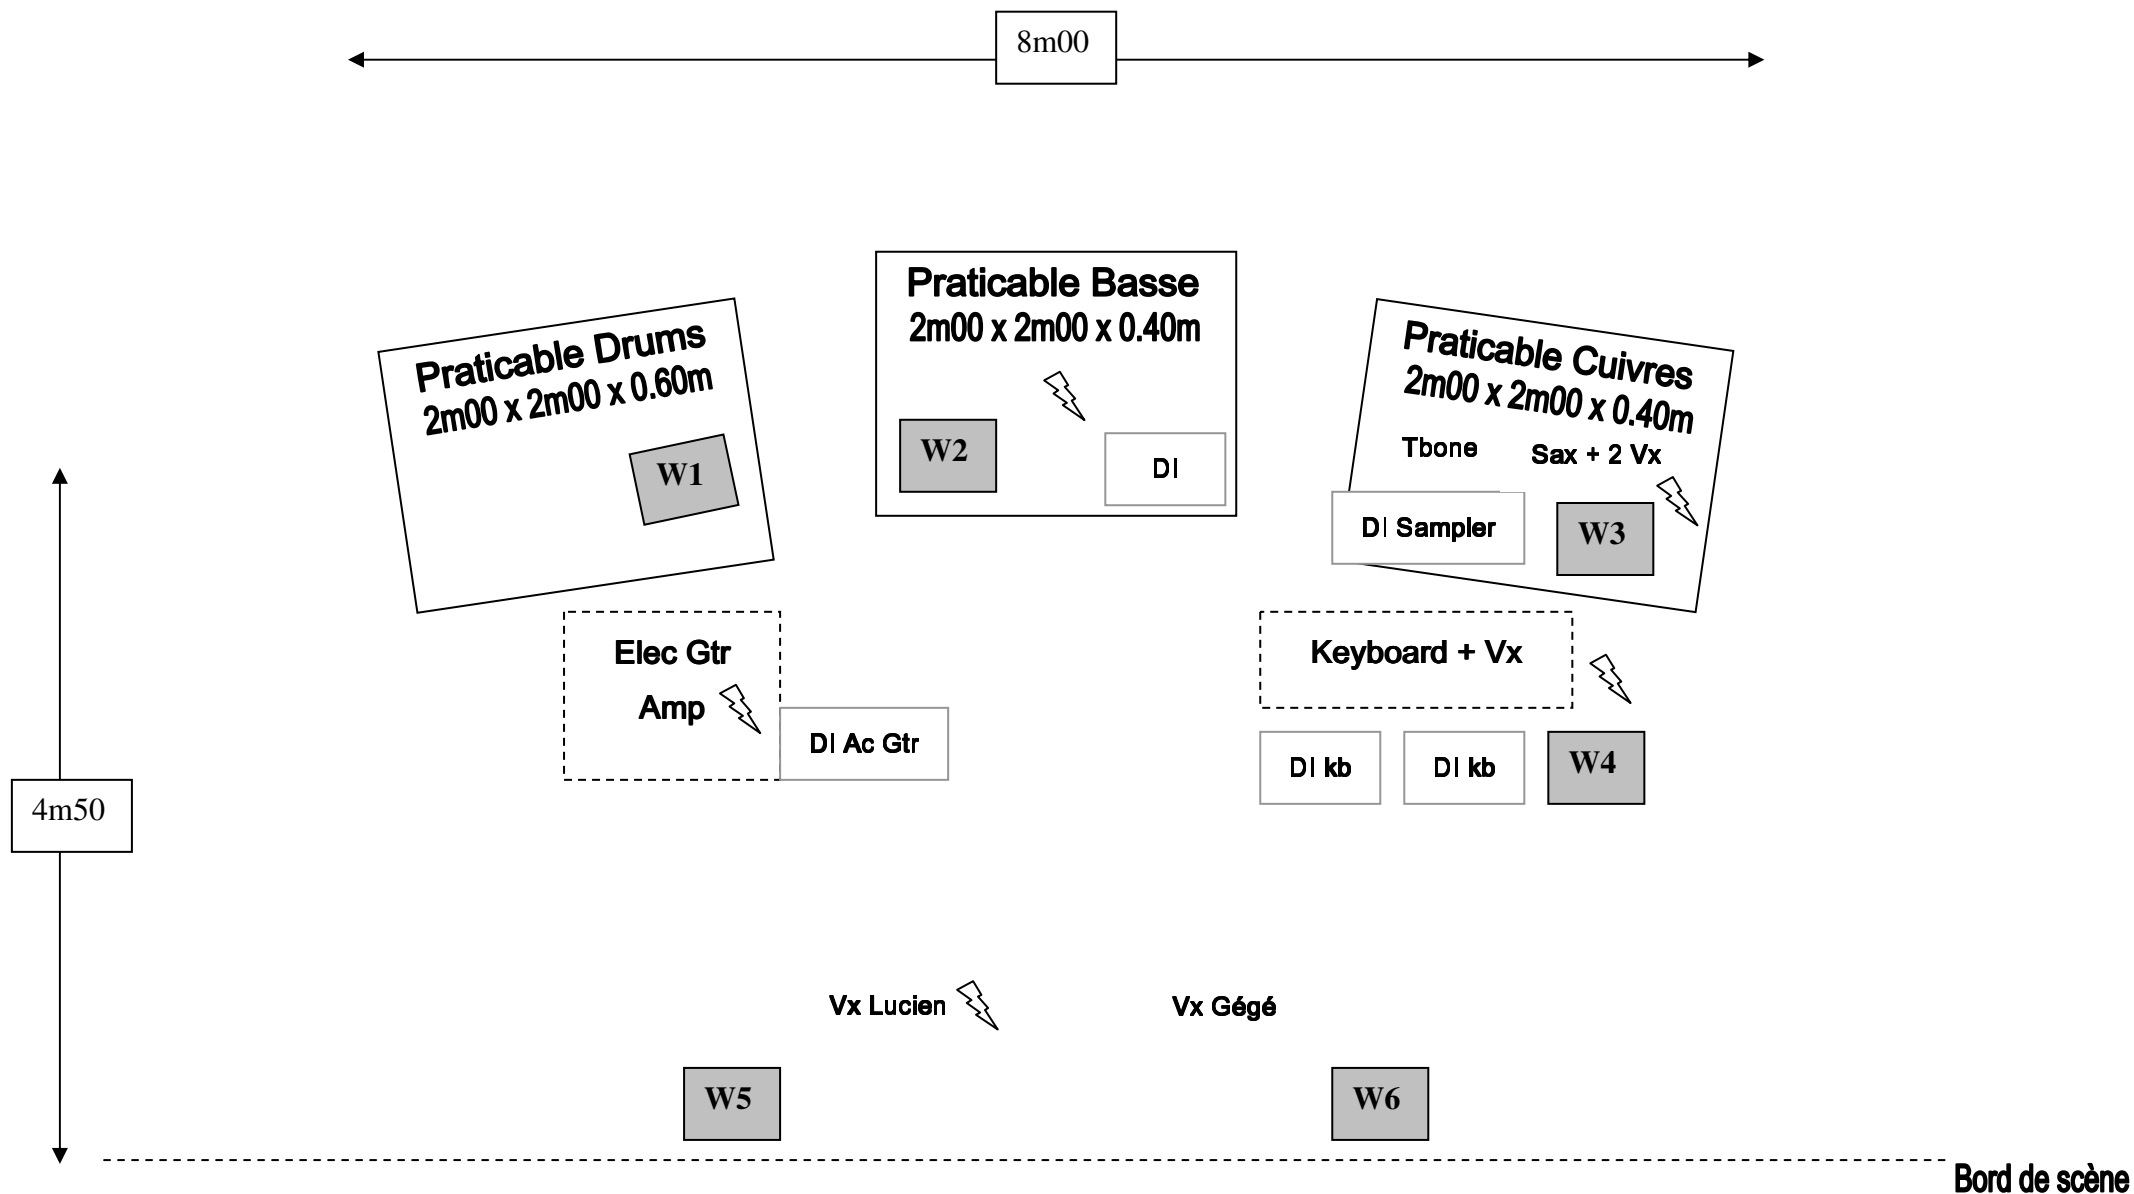 8m00
Praticable Basse
2m00 x 2m00 x 0.40m
W2
DI
Praticable Drums
2m00 x 2m00 x 0.60m
W1
Praticable Cuivres
2m00 x 2m00 x 0.40m
Tbone
Sax + 2 Vx
DI Sampler
W3
Elec Gtr
Amp
DI Ac Gtr
Keyboard + Vx
DI kb
DI kb
W4
4m50
Vx Lucien
Vx Gégé
W5
W6
Bord de scène